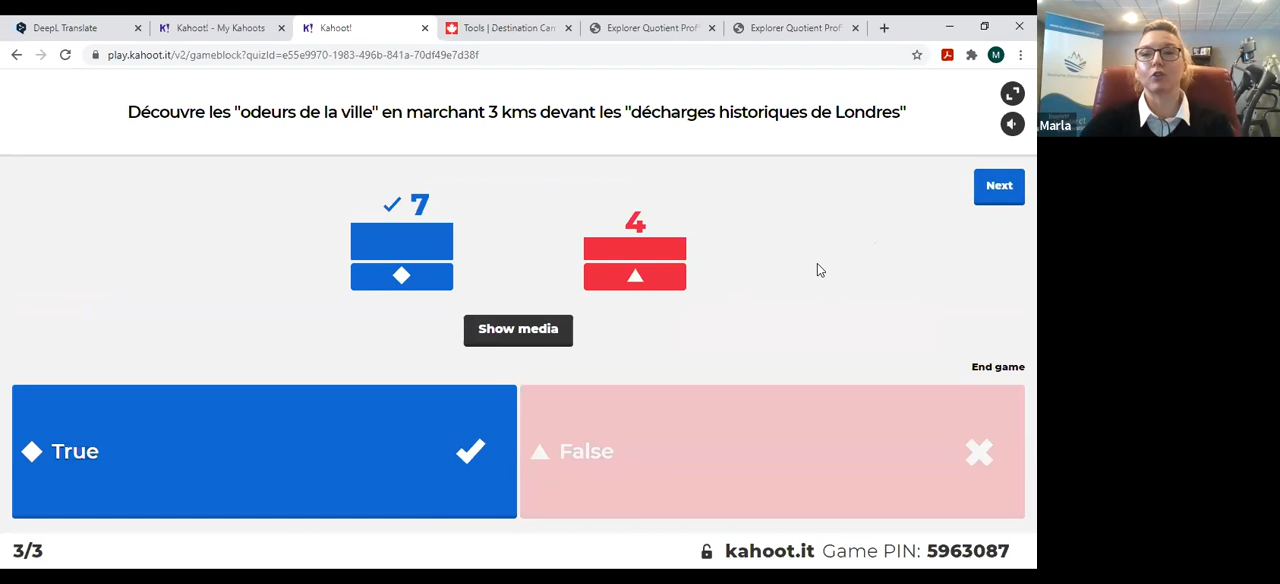 DeepL Translate
Kahoot! - My Kahoots
Kahoot!
Tools | Destination Can
Explorer Quotient Prof
Explorer Quotient Prof
play.kahoot.it/v2/gameblock?quizId=e55e9970-1983-496b-841a-70df49e7d38f
M
Découvre les "odeurs de la ville" en marchant 3 kms devant les "décharges historiques de Londres"
Marla
Next
7
4
Show media
End game
True
False
3/3
kahoot.it Game PIN: 5963087